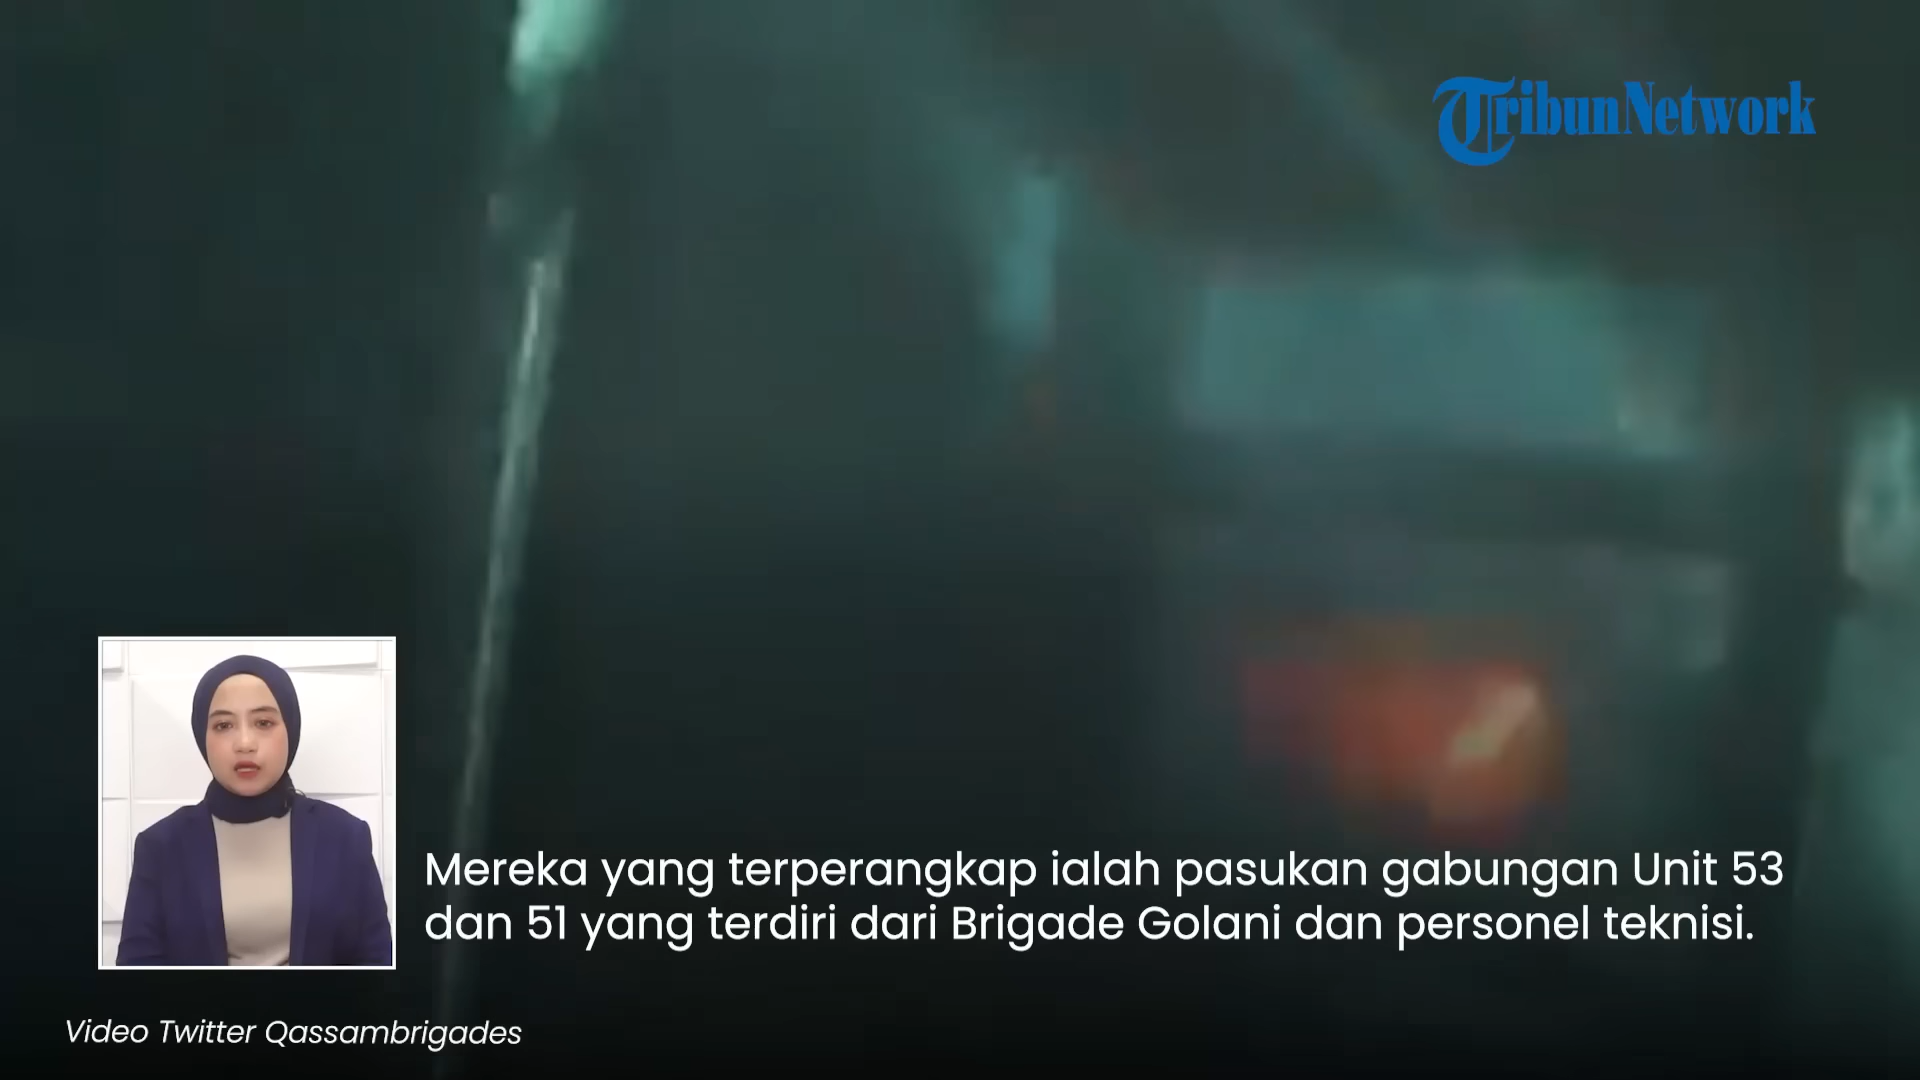 TribunNetwork
Mereka yang terperangkap ialah pasukan gabungan Unit 53
dan 51 yang terdiri dari Brigade Golani dan personel teknisi.
Video Twitter Qassambrigades